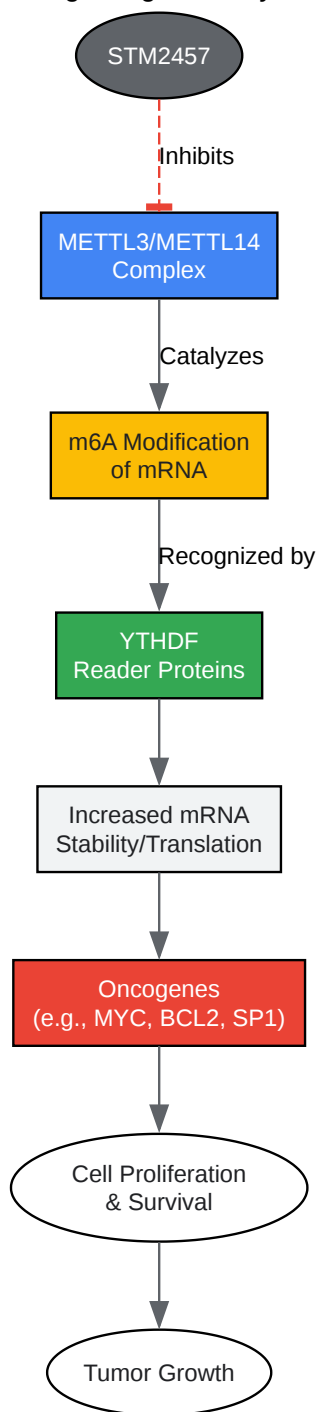 STM2457
Inhibits
METTL3/METTL14
Complex
Catalyzes
m6A Modification
of mRNA
Recognized by
YTHDF
Reader Proteins
Increased mRNA
Stability/Translation
Oncogenes
(e.g., MYC, BCL2, SP1)
Cell Proliferation
& Survival
Tumor Growth